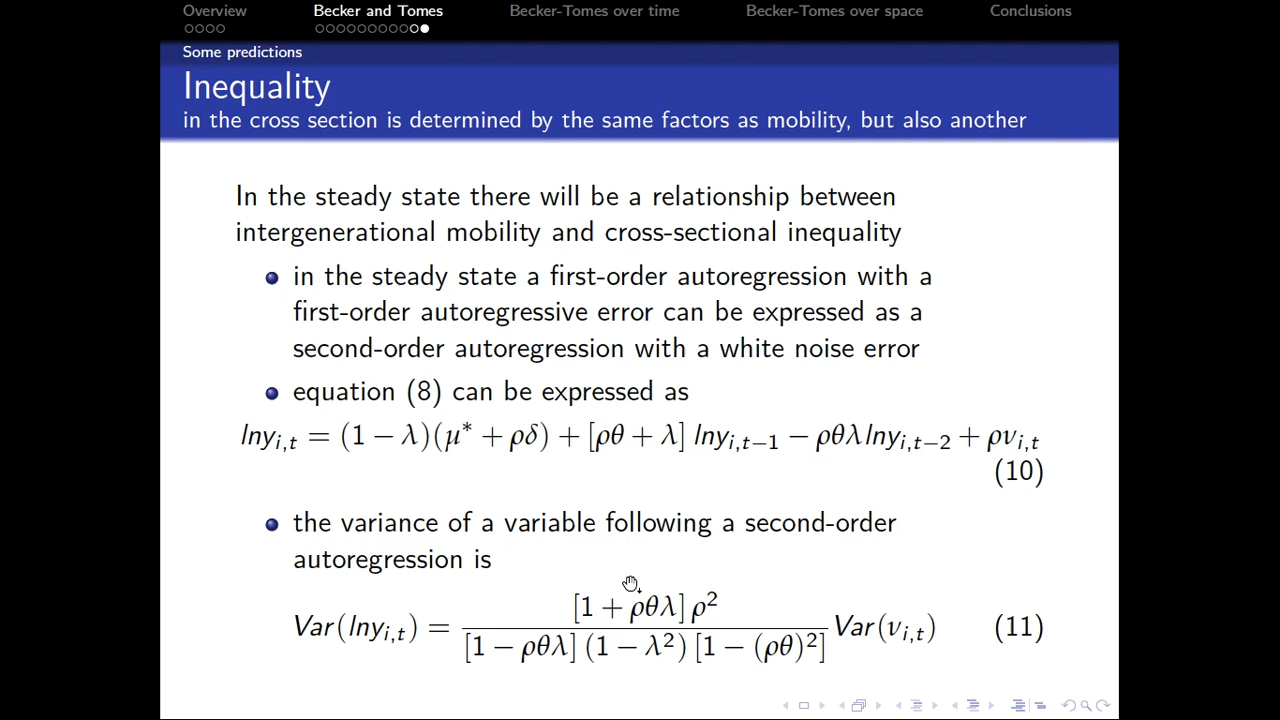 Overview Becker and Tomes Becker-Tomes over time Becker-Tomes over space Conclusions
Some predictions
Inequality
in the cross section is determined by the same factors as mobility, but also another
In the steady state there will be a relationship between
intergenerational mobility and cross-sectional inequality
in the steady state a first-order autoregression with a
first-order autoregressive error can be expressed as a
second-order autoregression with a white noise error
equation (8) can be expressed as
lny_{i,t} = (1 − λ)(μ* + ρδ) + [ρθ + λ] lny_{i,t−1} − ρθλlny_{i,t−2} + ρν_{i,t}
(10)
the variance of a variable following a second-order
autoregression is
Var(lny_{i,t}) = [1 + ρθλ] ρ² / [1 − ρθλ] (1 − λ²) [1 − (ρθ)²] Var(ν_{i,t}) (11)